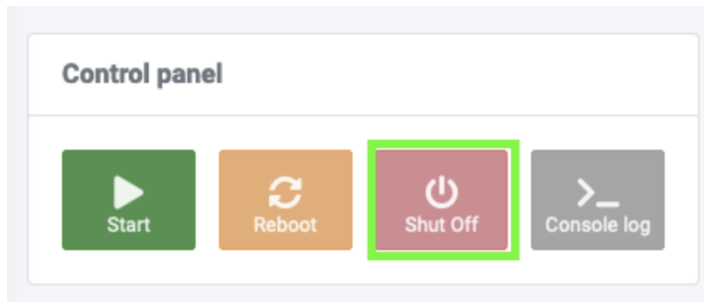 Control panel
Start
Reboot
Shut Off
Console log